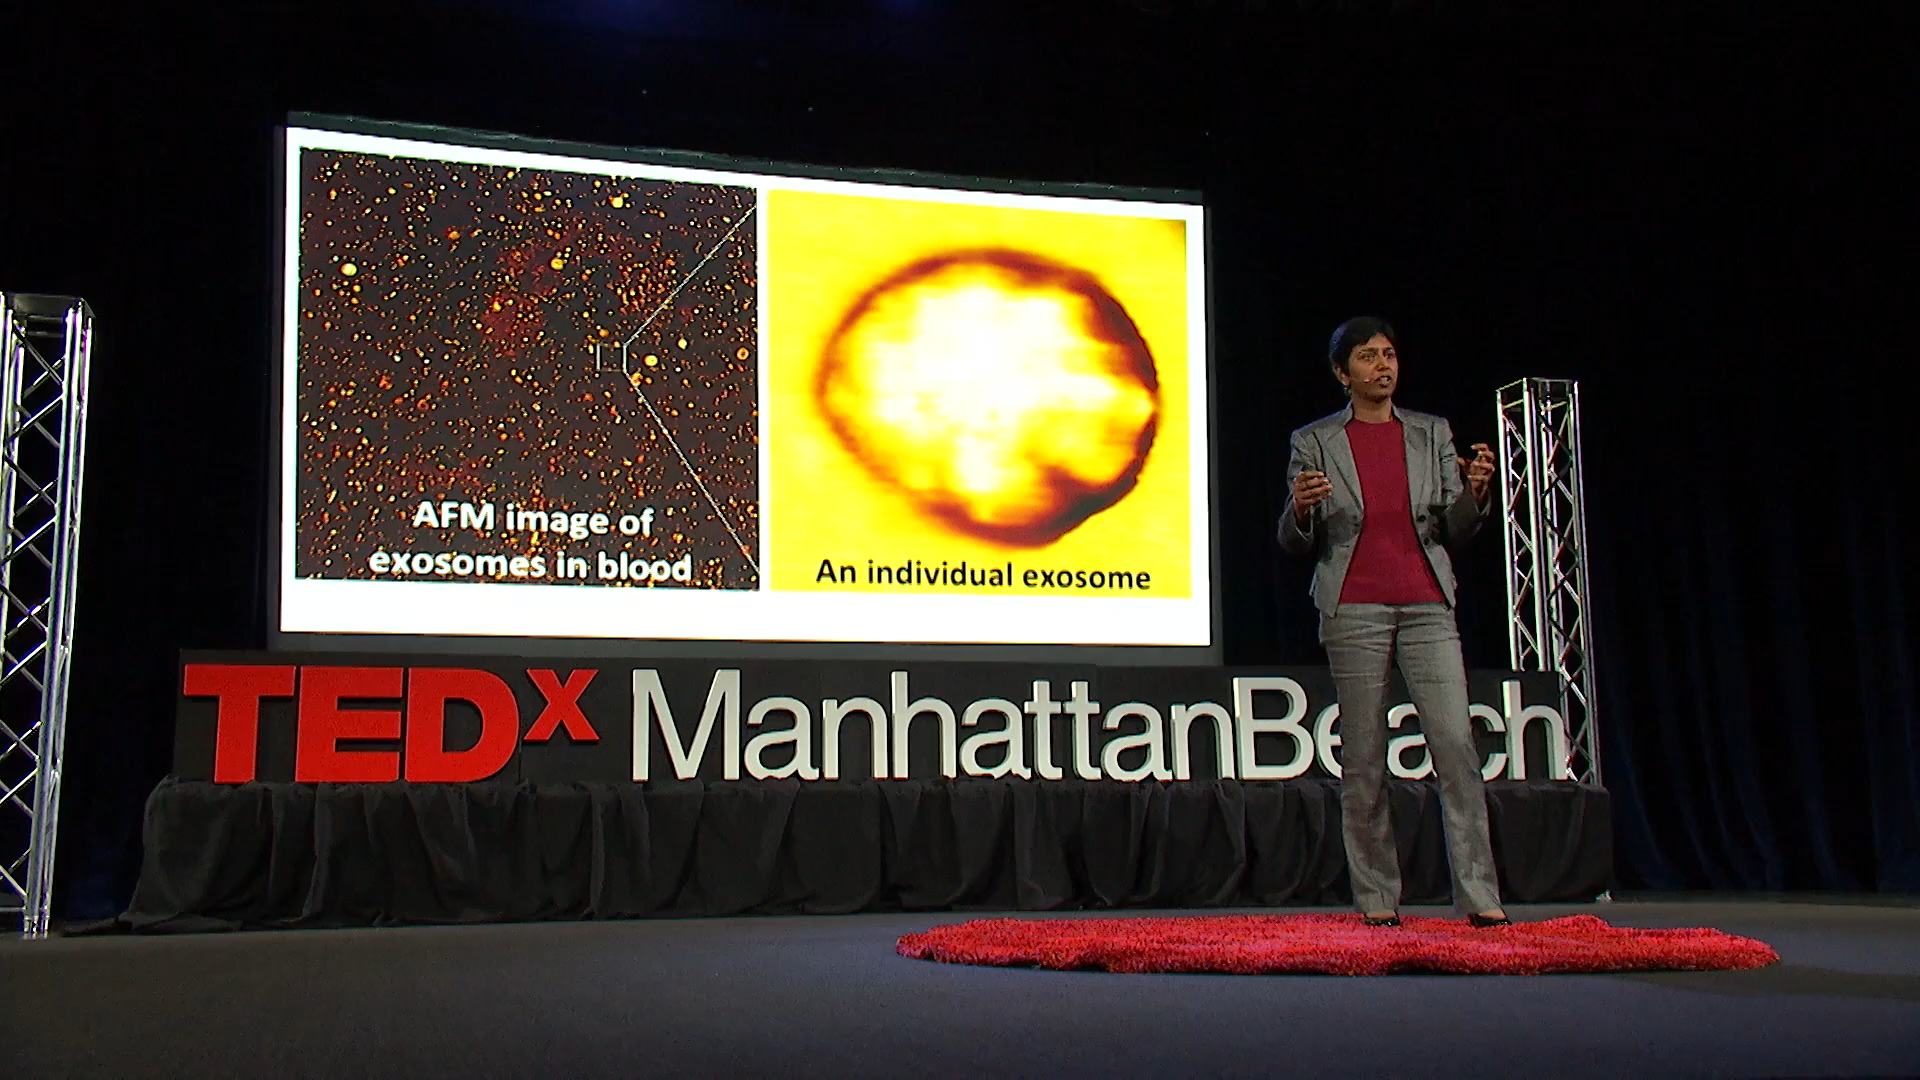 AFM image of
exosomes in blood
An individual exosome
TEDx ManhattanBeach